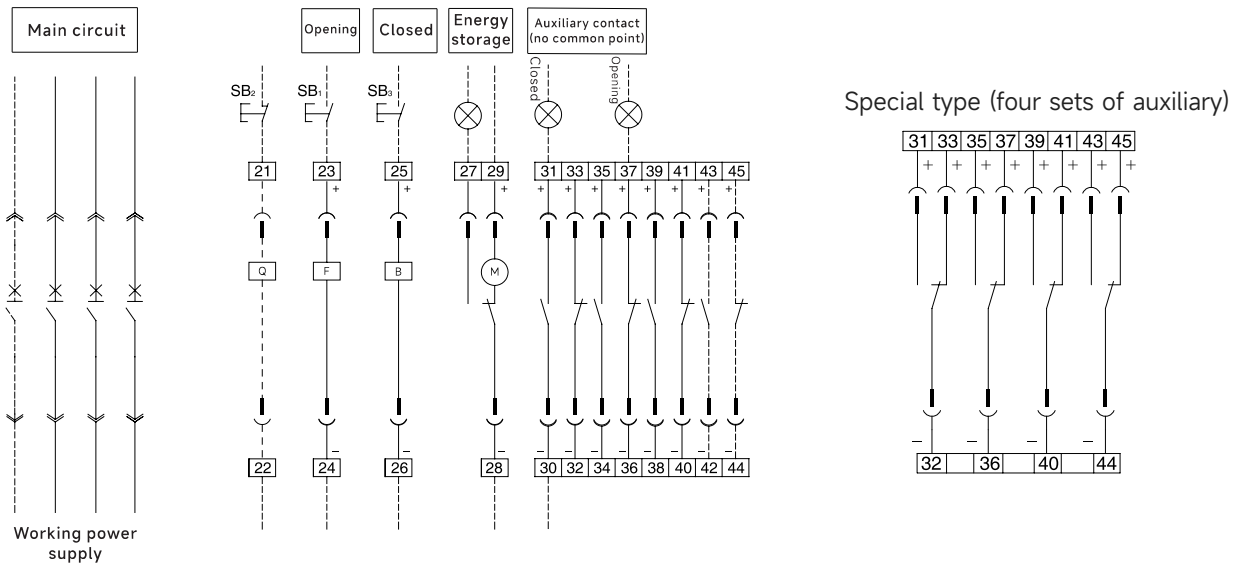 Main circuit
Opening
Closed
Energy
storage
Auxiliary contact
(no common point)
Closed
Opening
SB₂
SB₁
SB₃
21
23
25
27 29
31 33 35 37 39 41 43 45
+ + + + + + + + +
Q
F
B
M
− − − − − − − − − − −
22
24
26
28
30 32 34 36 38 40 42 44
Working power
supply
Special type (four sets of auxiliary)
31 33 35 37 39 41 43 45
+ + + + + + + +
− − − −
32 36 40 44